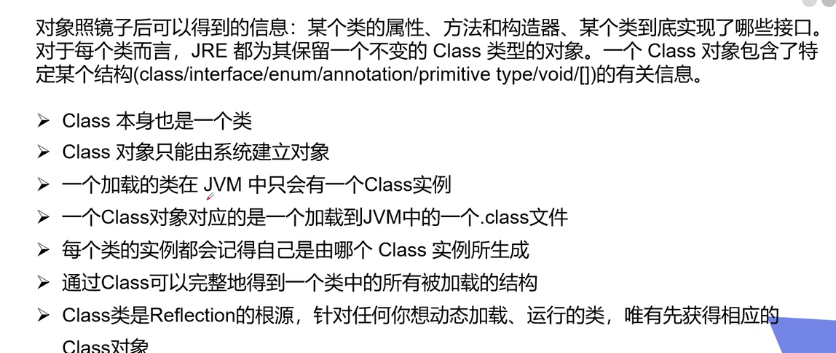 对象照镜子后可以得到的信息：某个类的属性、方法和构造器、某个类到底实现了哪些接口。
对于每个类而言，JRE 都为其保留一个不变的 Class 类型的对象。一个 Class 对象包含了特
定某个结构(class/interface/enum/annotation/primitive type/void/[])的有关信息。
➢ Class 本身也是一个类
➢ Class 对象只能由系统建立对象
➢ 一个加载的类在 JVM 中只会有一个Class实例
➢ 一个Class对象对应的是一个加载到JVM中的一个.class文件
➢ 每个类的实例都会记得自己是由哪个 Class 实例所生成
➢ 通过Class可以完整地得到一个类中的所有被加载的结构
➢ Class类是Reflection的根源，针对任何你想动态加载、运行的类，唯有先获得相应的
Class对象